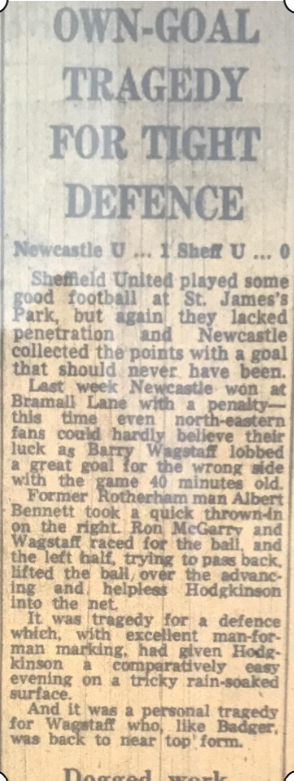 OWN-GOAL
TRAGEDY
FOR TIGHT
DEFENCE
Newcastle U ... 1 Sheff U ... 0
Sheffield United played some
good football at St. James's
Park, but again they lacked
penetration and Newcastle
collected the points with a goal
that should never have been.
Last week Newcastle won at
Bramall Lane with a penalty—
this time even north-eastern
fans could hardly believe their
luck as Barry Wagstaff lobbed
a great goal for the wrong side
with the game 40 minutes old.
Former Rotherham man Albert
Bennett took a quick thrown-in
on the right. Ron McGarry and
Wagstaff raced for the ball, and
the left half, trying to pass back,
lifted the ball over the advanc-
ing and helpless Hodgkinson
into the net.
It was tragedy for a defence
which, with excellent man-for-
man marking, had given Hodg-
kinson a comparatively easy
evening on a tricky rain-soaked
surface.
And it was a personal tragedy
for Wagstaff who, like Badger,
was back to near top form.
Dogged work